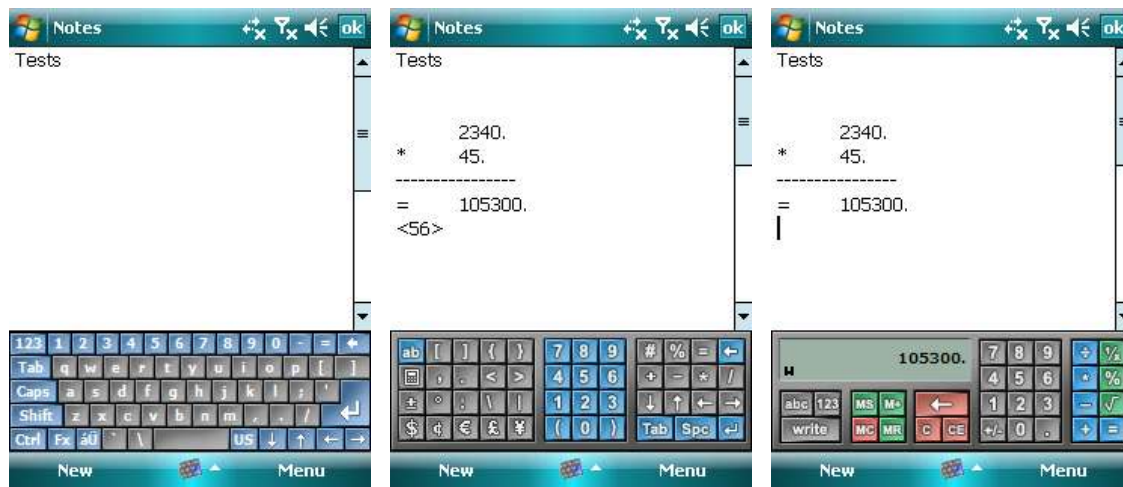 Notes ok
Tests
123 1 2 3 4 5 6 7 8 9 0 - = ←
Tab q w e r t y u i o p [ ]
Caps a s d f g h j k l ; '
Shift z x c v b n m , . /
Ctrl Fx áÜ ` \ US ↓ ↑ ← →
New Menu
Notes ok
Tests
2340.
* 45.
----------------
= 105300.
<56>
ab [ ] { } 7 8 9 # % = ←
, . < > 4 5 6 + - * /
± ° : \ | 1 2 3 ↓ ↑ ← →
$ ¢ € £ ¥ ( 0 ) Tab Spc
New Menu
Notes ok
Tests
2340.
* 45.
----------------
= 105300.
105300.
M
7 8 9 ÷ ⅟x
4 5 6 * %
abc 123 MS M+ ← 1 2 3 - √
write MC MR C CE +/- 0 . + =
New Menu